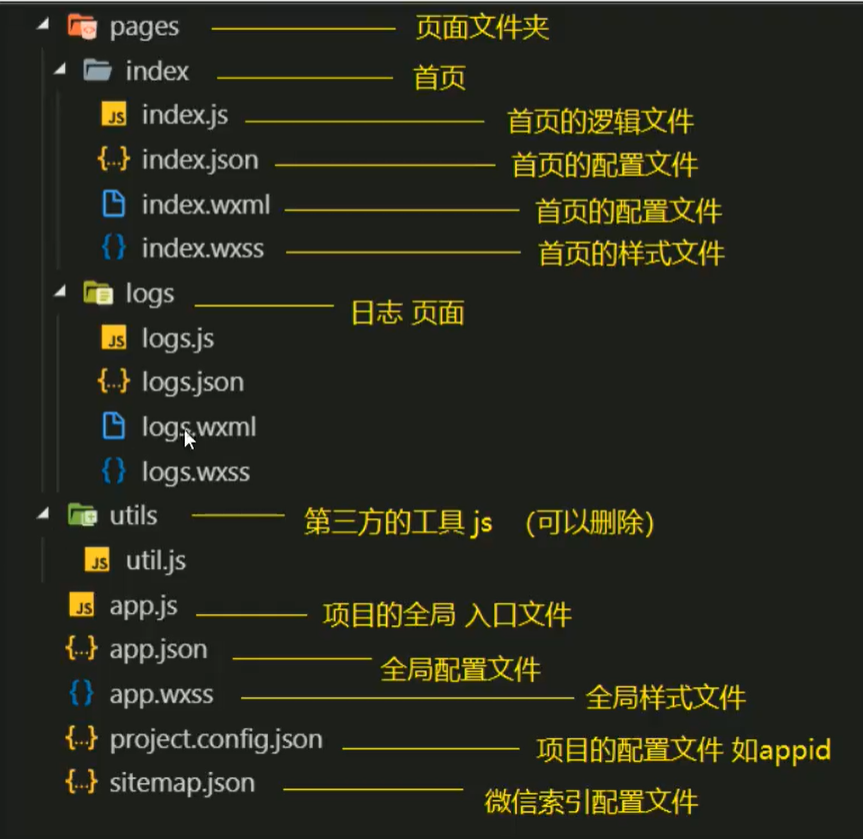 pages 页面文件夹
index 首页
JS index.js 首页的逻辑文件
{..} index.json 首页的配置文件
index.wxml 首页的配置文件
{} index.wxss 首页的样式文件
logs 日志 页面
JS logs.js
{..} logs.json
logs.wxml
{} logs.wxss
utils 第三方的工具 js (可以删除)
JS util.js
JS app.js 项目的全局 入口文件
{..} app.json 全局配置文件
{} app.wxss 全局样式文件
{..} project.config.json 项目的配置文件 如appid
{..} sitemap.json 微信索引配置文件